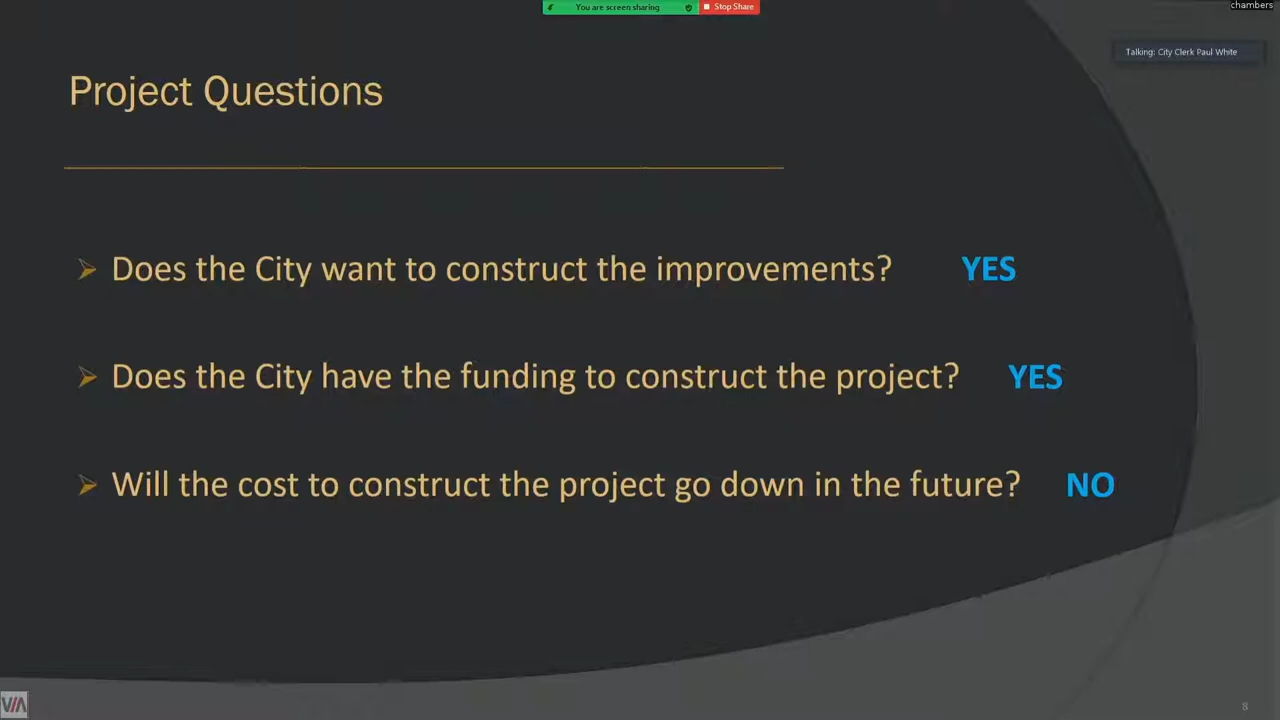 You are screen sharing
Stop Share
chambers
Talking: City Clerk Paul White
Project Questions
Does the City want to construct the improvements? YES
Does the City have the funding to construct the project? YES
Will the cost to construct the project go down in the future? NO
VIA
8